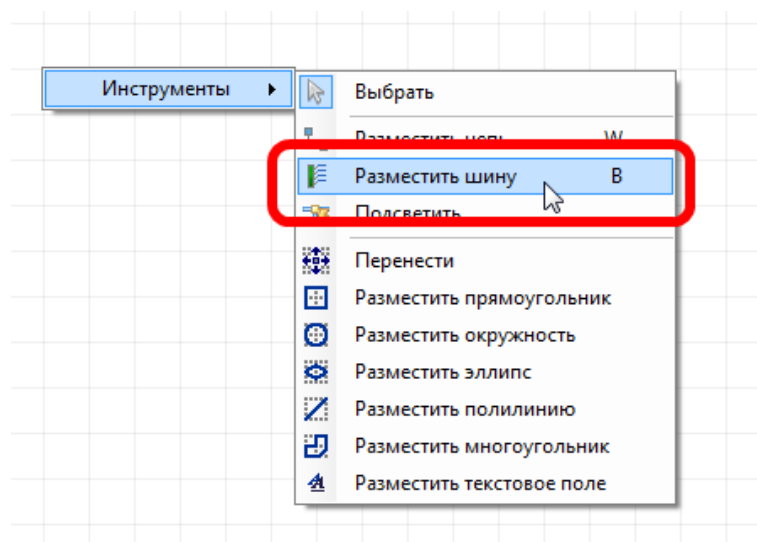 Инструменты
Выбрать
Разместить цепь W
Разместить шину B
Подсветить
Перенести
Разместить прямоугольник
Разместить окружность
Разместить эллипс
Разместить полилинию
Разместить многоугольник
Разместить текстовое поле